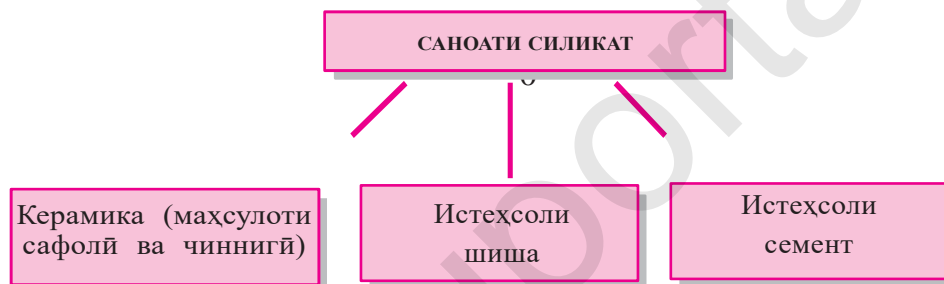 САНОАТИ СИЛИКАТ
Керамика (маҳсулоти
сафолӣ ва чиннигӣ)
Истеҳсоли
шиша
Истеҳсоли
семент